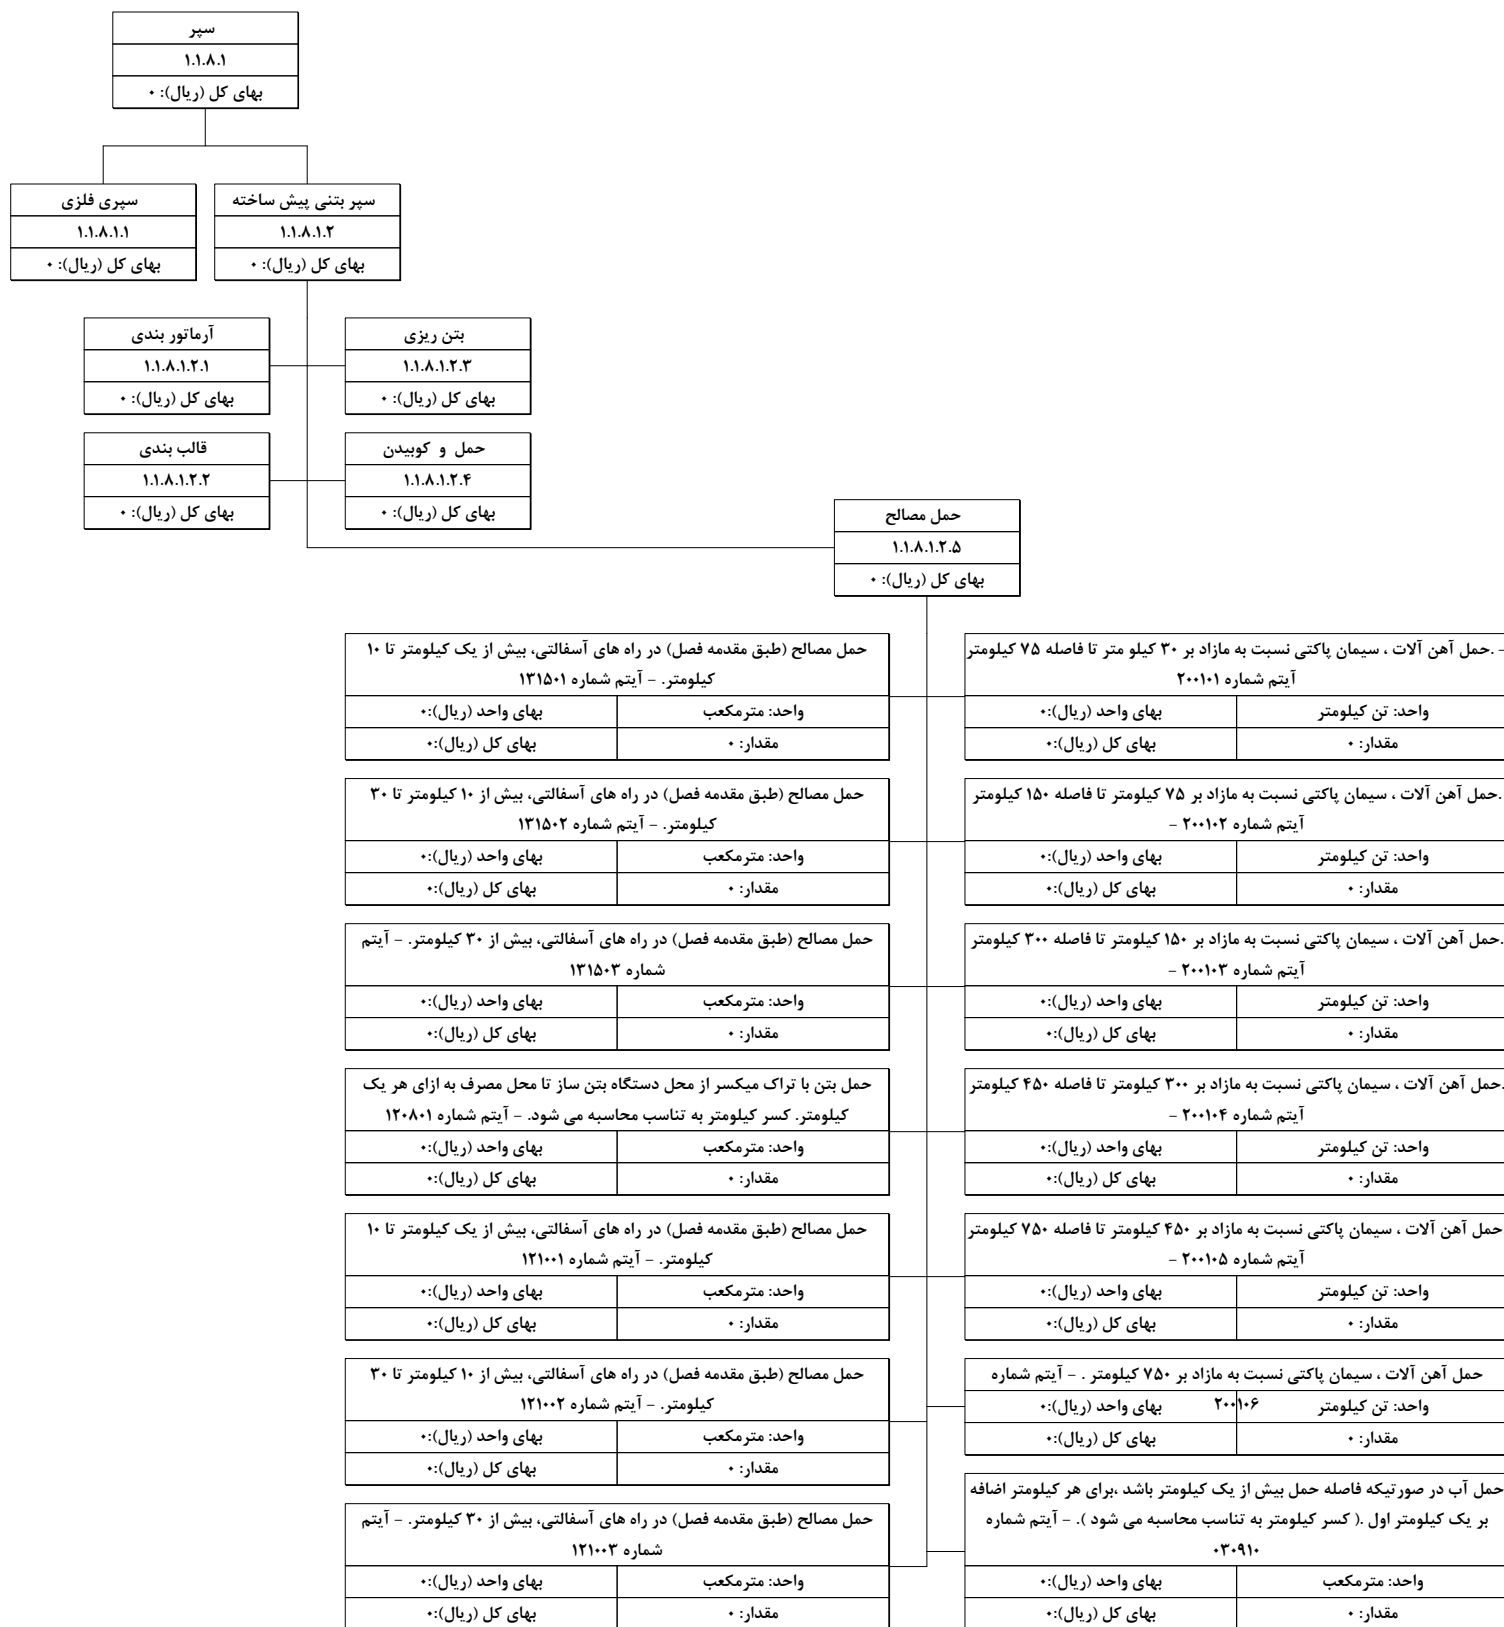 سپر
۱.۱.۸.۱
بهای کل (ریال): ۰
سپر بتنی پیش ساخته
۱.۱.۸.۱.۲
بهای کل (ریال): ۰
سپری فلزی
۱.۱.۸.۱.۱
بهای کل (ریال): ۰
آرماتور بندی
۱.۱.۸.۱.۲.۱
بهای کل (ریال): ۰
بتن ریزی
۱.۱.۸.۱.۲.۳
بهای کل (ریال): ۰
قالب بندی
۱.۱.۸.۱.۲.۲
بهای کل (ریال): ۰
حمل و کوبیدن
۱.۱.۸.۱.۲.۴
بهای کل (ریال): ۰
حمل مصالح
۱.۱.۸.۱.۲.۵
بهای کل (ریال): ۰
حمل آهن آلات ، سیمان پاکتی نسبت به مازاد بر ۳۰ کیلو متر تا فاصله ۷۵ کیلومتر. -
آیتم شماره ۲۰۰۱۰۱
واحد: تن کیلومتر بهای واحد (ریال):۰
مقدار: ۰ بهای کل (ریال):۰
حمل آهن آلات ، سیمان پاکتی نسبت به مازاد بر ۷۵ کیلومتر تا فاصله ۱۵۰ کیلومتر.
- آیتم شماره ۲۰۰۱۰۲
واحد: تن کیلومتر بهای واحد (ریال):۰
مقدار: ۰ بهای کل (ریال):۰
حمل آهن آلات ، سیمان پاکتی نسبت به مازاد بر ۱۵۰ کیلومتر تا فاصله ۳۰۰ کیلومتر.
- آیتم شماره ۲۰۰۱۰۳
واحد: تن کیلومتر بهای واحد (ریال):۰
مقدار: ۰ بهای کل (ریال):۰
حمل آهن آلات ، سیمان پاکتی نسبت به مازاد بر ۳۰۰ کیلومتر تا فاصله ۴۵۰ کیلومتر.
- آیتم شماره ۲۰۰۱۰۴
واحد: تن کیلومتر بهای واحد (ریال):۰
مقدار: ۰ بهای کل (ریال):۰
حمل آهن آلات ، سیمان پاکتی نسبت به مازاد بر ۴۵۰ کیلومتر تا فاصله ۷۵۰ کیلومتر
- آیتم شماره ۲۰۰۱۰۵
واحد: تن کیلومتر بهای واحد (ریال):۰
مقدار: ۰ بهای کل (ریال):۰
حمل آهن آلات ، سیمان پاکتی نسبت به مازاد بر ۷۵۰ کیلومتر . - آیتم شماره
۲۰۰۱۰۶
واحد: تن کیلومتر بهای واحد (ریال):۰
مقدار: ۰ بهای کل (ریال):۰
حمل آب در صورتیکه فاصله حمل بیش از یک کیلومتر باشد ،برای هر کیلومتر اضافه
بر یک کیلومتر اول .( کسر کیلومتر به تناسب محاسبه می شود ). - آیتم شماره
۰۳۰۹۱۰
واحد: مترمکعب بهای واحد (ریال):۰
مقدار: ۰ بهای کل (ریال):۰
حمل مصالح (طبق مقدمه فصل) در راه های آسفالتی، بیش از یک کیلومتر تا ۱۰
کیلومتر. - آیتم شماره ۱۳۱۵۰۱
واحد: مترمکعب بهای واحد (ریال):۰
مقدار: ۰ بهای کل (ریال):۰
حمل مصالح (طبق مقدمه فصل) در راه های آسفالتی، بیش از ۱۰ کیلومتر تا ۳۰
کیلومتر. - آیتم شماره ۱۳۱۵۰۲
واحد: مترمکعب بهای واحد (ریال):۰
مقدار: ۰ بهای کل (ریال):۰
حمل مصالح (طبق مقدمه فصل) در راه های آسفالتی، بیش از ۳۰ کیلومتر. - آیتم
شماره ۱۳۱۵۰۳
واحد: مترمکعب بهای واحد (ریال):۰
مقدار: ۰ بهای کل (ریال):۰
حمل بتن با تراک میکسر از محل دستگاه بتن ساز تا محل مصرف به ازای هر یک
کیلومتر. کسر کیلومتر به تناسب محاسبه می شود. - آیتم شماره ۱۲۰۸۰۱
واحد: مترمکعب بهای واحد (ریال):۰
مقدار: ۰ بهای کل (ریال):۰
حمل مصالح (طبق مقدمه فصل) در راه های آسفالتی، بیش از یک کیلومتر تا ۱۰
کیلومتر. - آیتم شماره ۱۲۱۰۰۱
واحد: مترمکعب بهای واحد (ریال):۰
مقدار: ۰ بهای کل (ریال):۰
حمل مصالح (طبق مقدمه فصل) در راه های آسفالتی، بیش از ۱۰ کیلومتر تا ۳۰
کیلومتر. - آیتم شماره ۱۲۱۰۰۲
واحد: مترمکعب بهای واحد (ریال):۰
مقدار: ۰ بهای کل (ریال):۰
حمل مصالح (طبق مقدمه فصل) در راه های آسفالتی، بیش از ۳۰ کیلومتر. - آیتم
شماره ۱۲۱۰۰۳
واحد: مترمکعب بهای واحد (ریال):۰
مقدار: ۰ بهای کل (ریال):۰